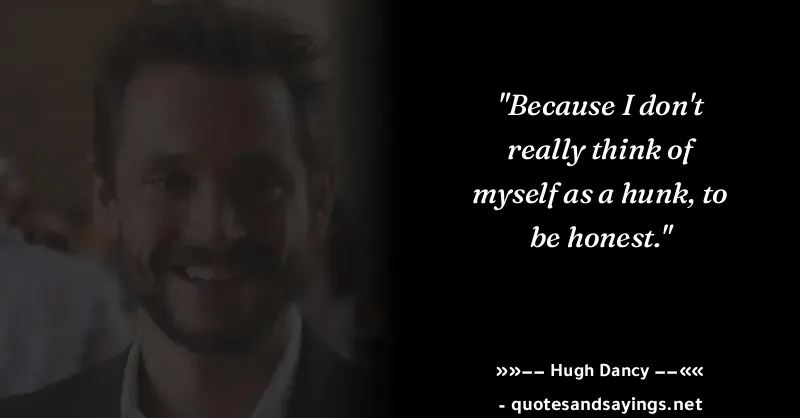 "Because I don't
really think of
myself as a hunk, to
be honest."
»»−− Hugh Dancy −−««
- quotesandsayings.net